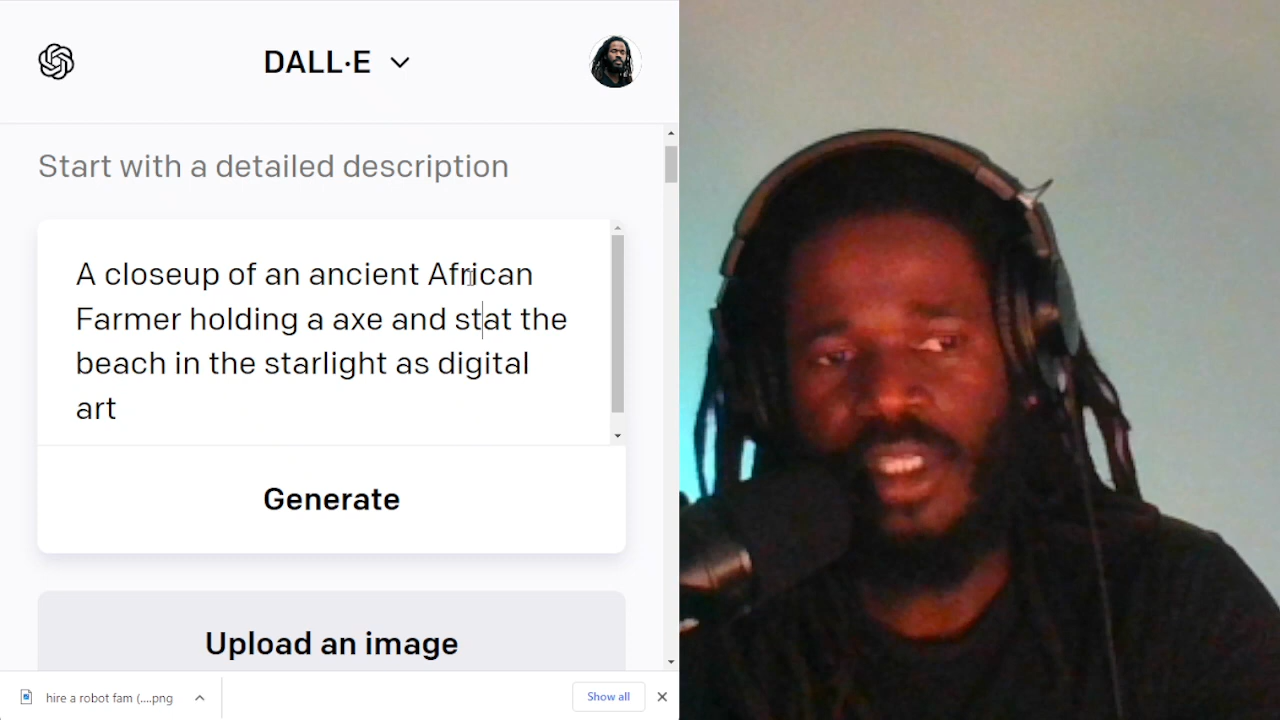 DALL·E
Start with a detailed description
A closeup of an ancient African
Farmer holding a axe and stat the
beach in the starlight as digital
art
Generate
Upload an image
hire a robot fam (....png
Show all